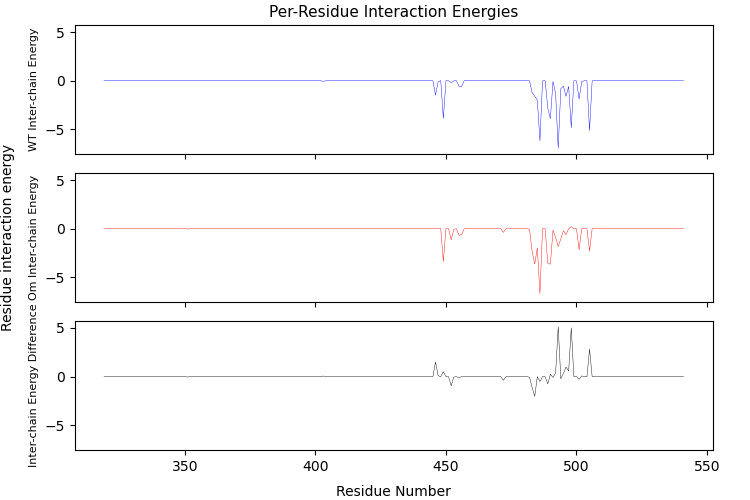 Per-Residue Interaction Energies
Residue interaction energy
WT Inter-chain Energy
5
0
−5
Om Inter-chain Energy
5
0
−5
Inter-chain Energy Difference
5
0
−5
350
400
450
500
550
Residue Number